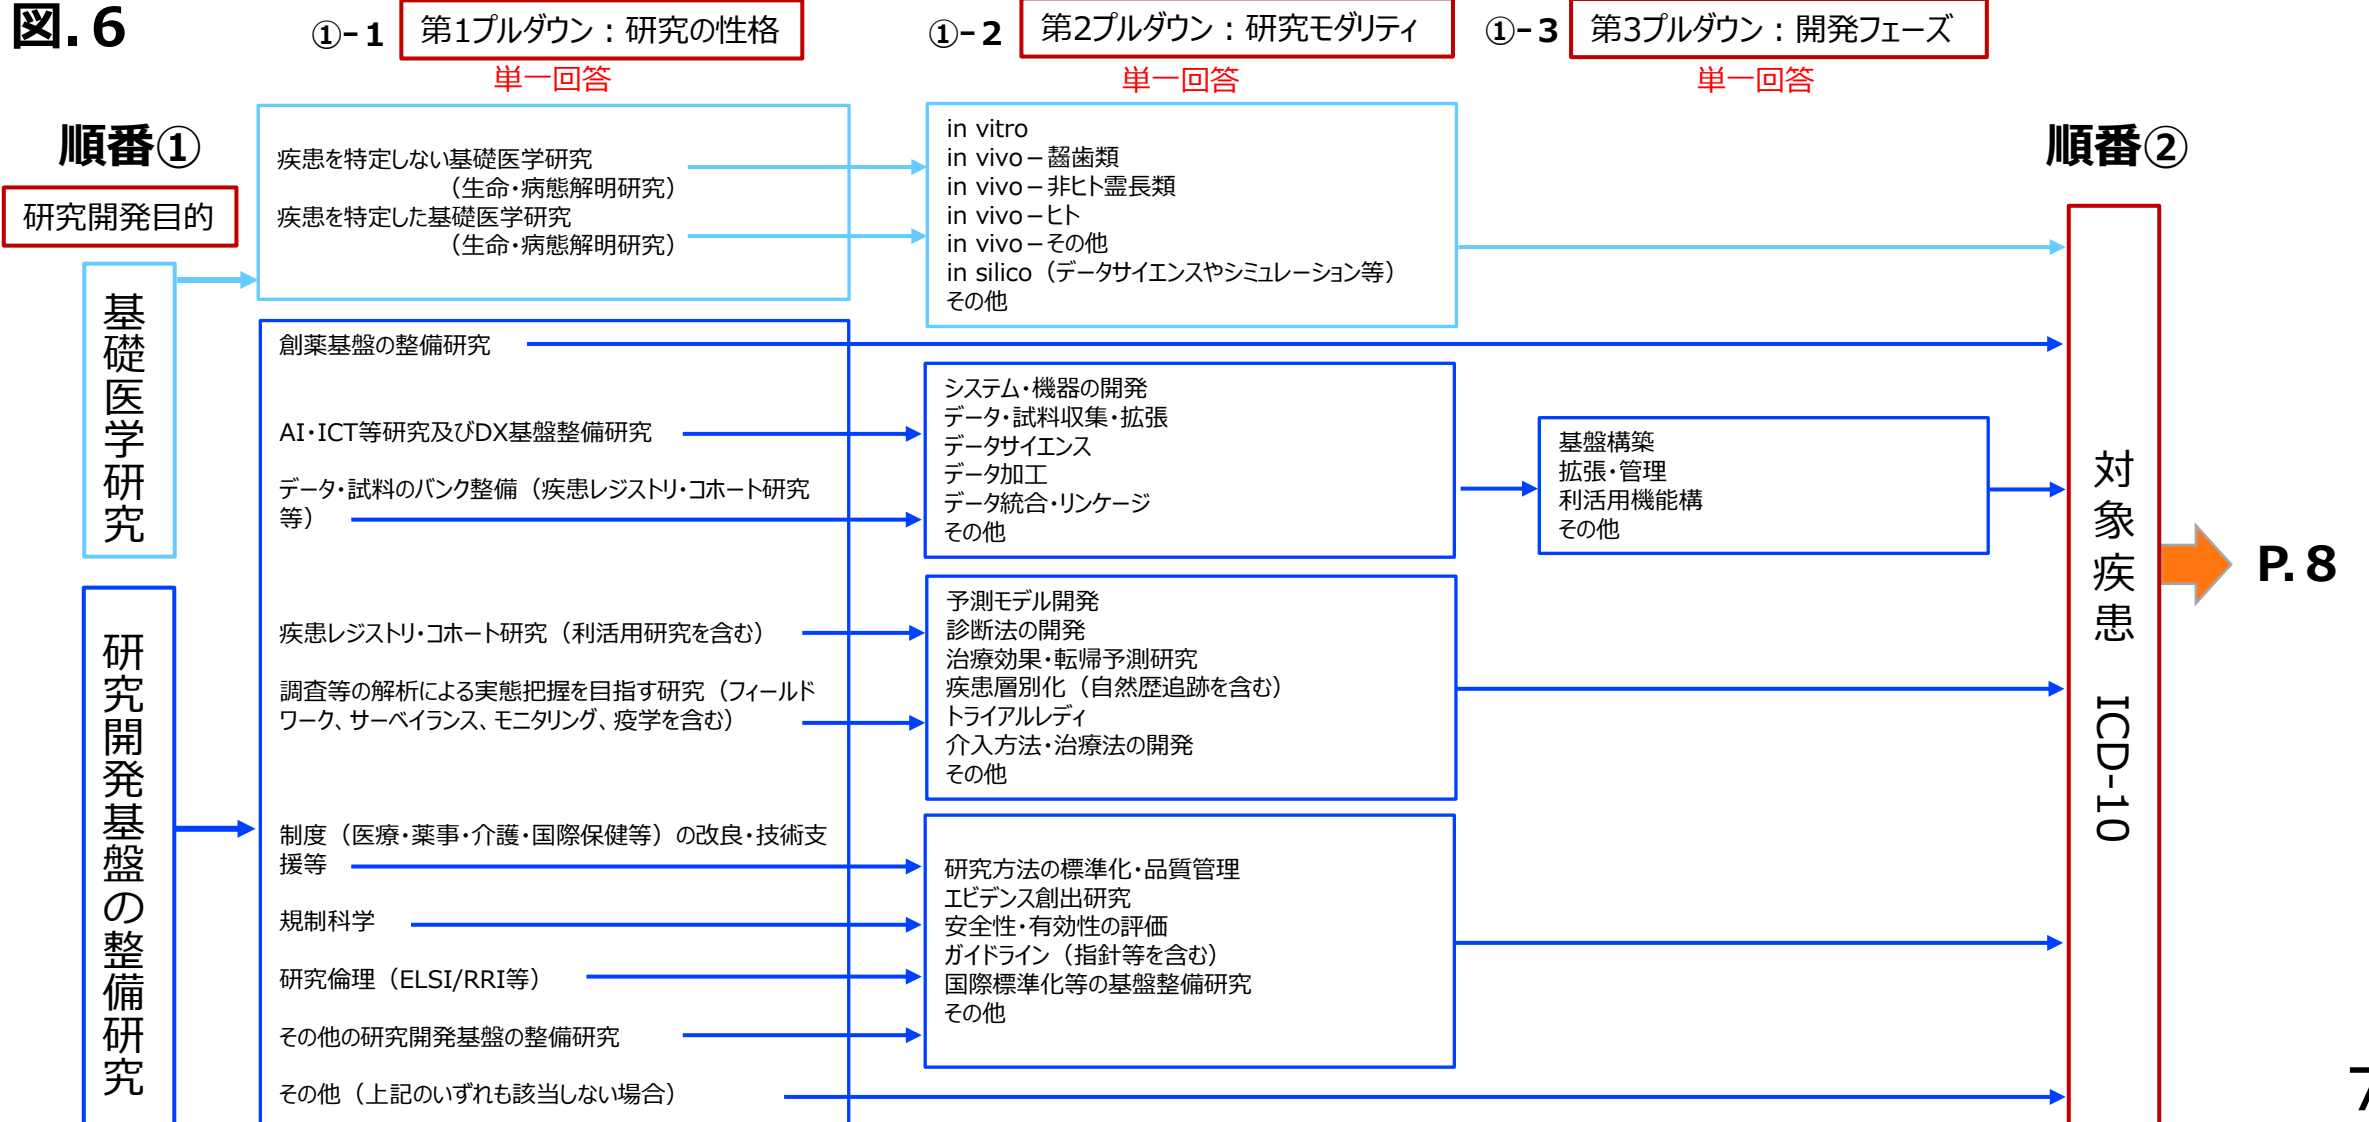 図.6
①-1
第1プルダウン：研究の性格
単一回答
①-2
第2プルダウン：研究モダリティ
単一回答
①-3
第3プルダウン：開発フェーズ
単一回答
順番①
研究開発目的
順番②
基礎医学研究
疾患を特定しない基礎医学研究
（生命・病態解明研究）
疾患を特定した基礎医学研究
（生命・病態解明研究）
in vitro
in vivo－齧歯類
in vivo－非ヒト霊長類
in vivo－ヒト
in vivo－その他
in silico（データサイエンスやシミュレーション等）
その他
研究開発基盤の整備研究
創薬基盤の整備研究
AI・ICT等研究及びDX基盤整備研究
データ・試料のバンク整備（疾患レジストリ・コホート研究
等）
システム・機器の開発
データ・試料収集・拡張
データサイエンス
データ加工
データ統合・リンケージ
その他
基盤構築
拡張・管理
利活用機能構
その他
疾患レジストリ・コホート研究（利活用研究を含む）
調査等の解析による実態把握を目指す研究（フィールド
ワーク、サーベイランス、モニタリング、疫学を含む）
予測モデル開発
診断法の開発
治療効果・転帰予測研究
疾患層別化（自然歴追跡を含む）
トライアルレディ
介入方法・治療法の開発
その他
制度（医療・薬事・介護・国際保健等）の改良・技術支
援等
規制科学
研究倫理（ELSI/RRI等）
その他の研究開発基盤の整備研究
その他（上記のいずれも該当しない場合）
研究方法の標準化・品質管理
エビデンス創出研究
安全性・有効性の評価
ガイドライン（指針等を含む）
国際標準化等の基盤整備研究
その他
対象疾患　ICD-10
P.8
7